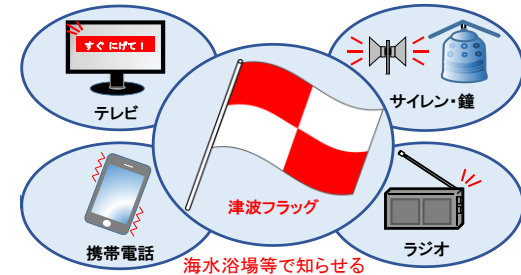 すぐにげて！
テレビ
サイレン・鐘
津波フラッグ
携帯電話
ラジオ
海水浴場等で知らせる